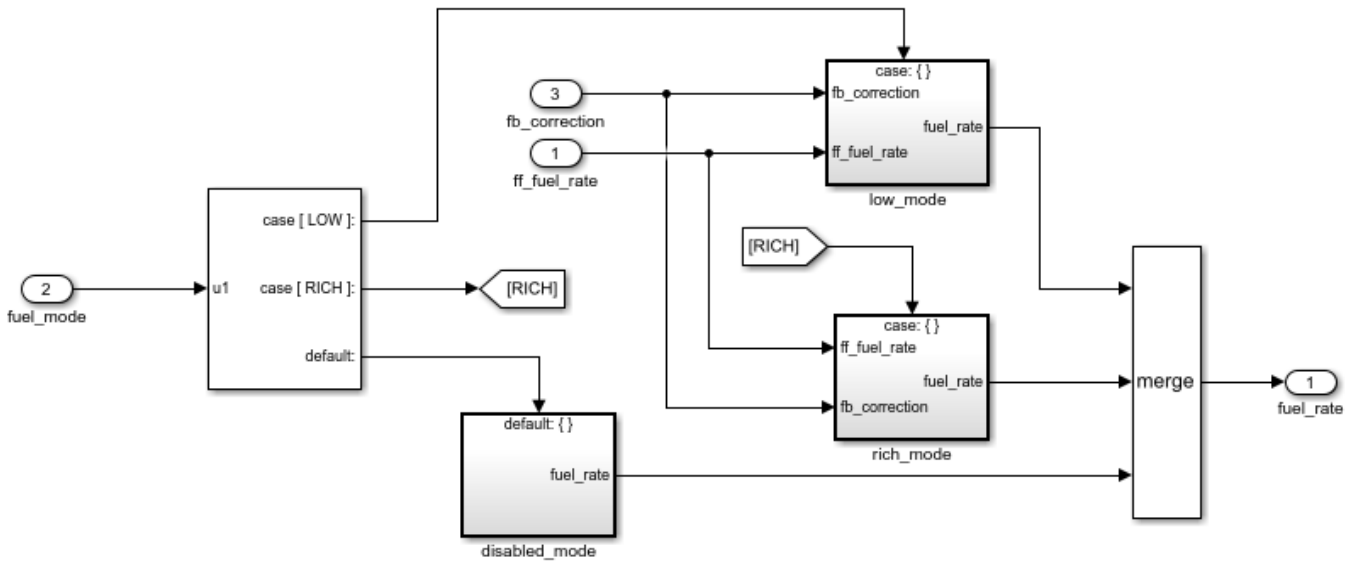 case: { }
3
fb_correction
fb_correction
fuel_rate
1
ff_fuel_rate
ff_fuel_rate
low_mode
case [ LOW ]:
[RICH]
2
fuel_mode
u1
case [ RICH ]:
[RICH]
case: { }
ff_fuel_rate
default:
fuel_rate
merge
1
fuel_rate
fb_correction
default: { }
rich_mode
fuel_rate
disabled_mode